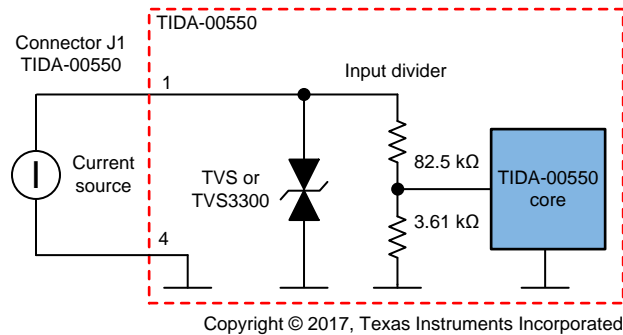 TIDA-00550
Connector J1
TIDA-00550
1
Input divider
I
Current
source
TVS or
TVS3300
82.5 kΩ
3.61 kΩ
TIDA-00550
core
4
Copyright © 2017, Texas Instruments Incorporated